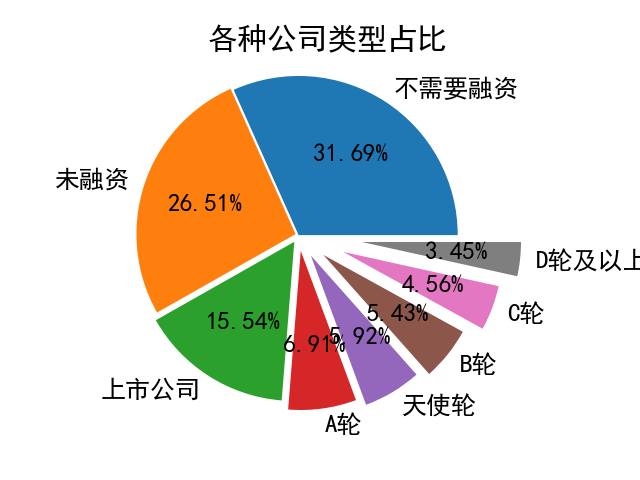 各种公司类型占比
不需要融资
31.69%
未融资
26.51%
上市公司
15.54%
A轮
6.91%
天使轮
5.92%
B轮
5.43%
C轮
4.56%
D轮及以上
3.45%